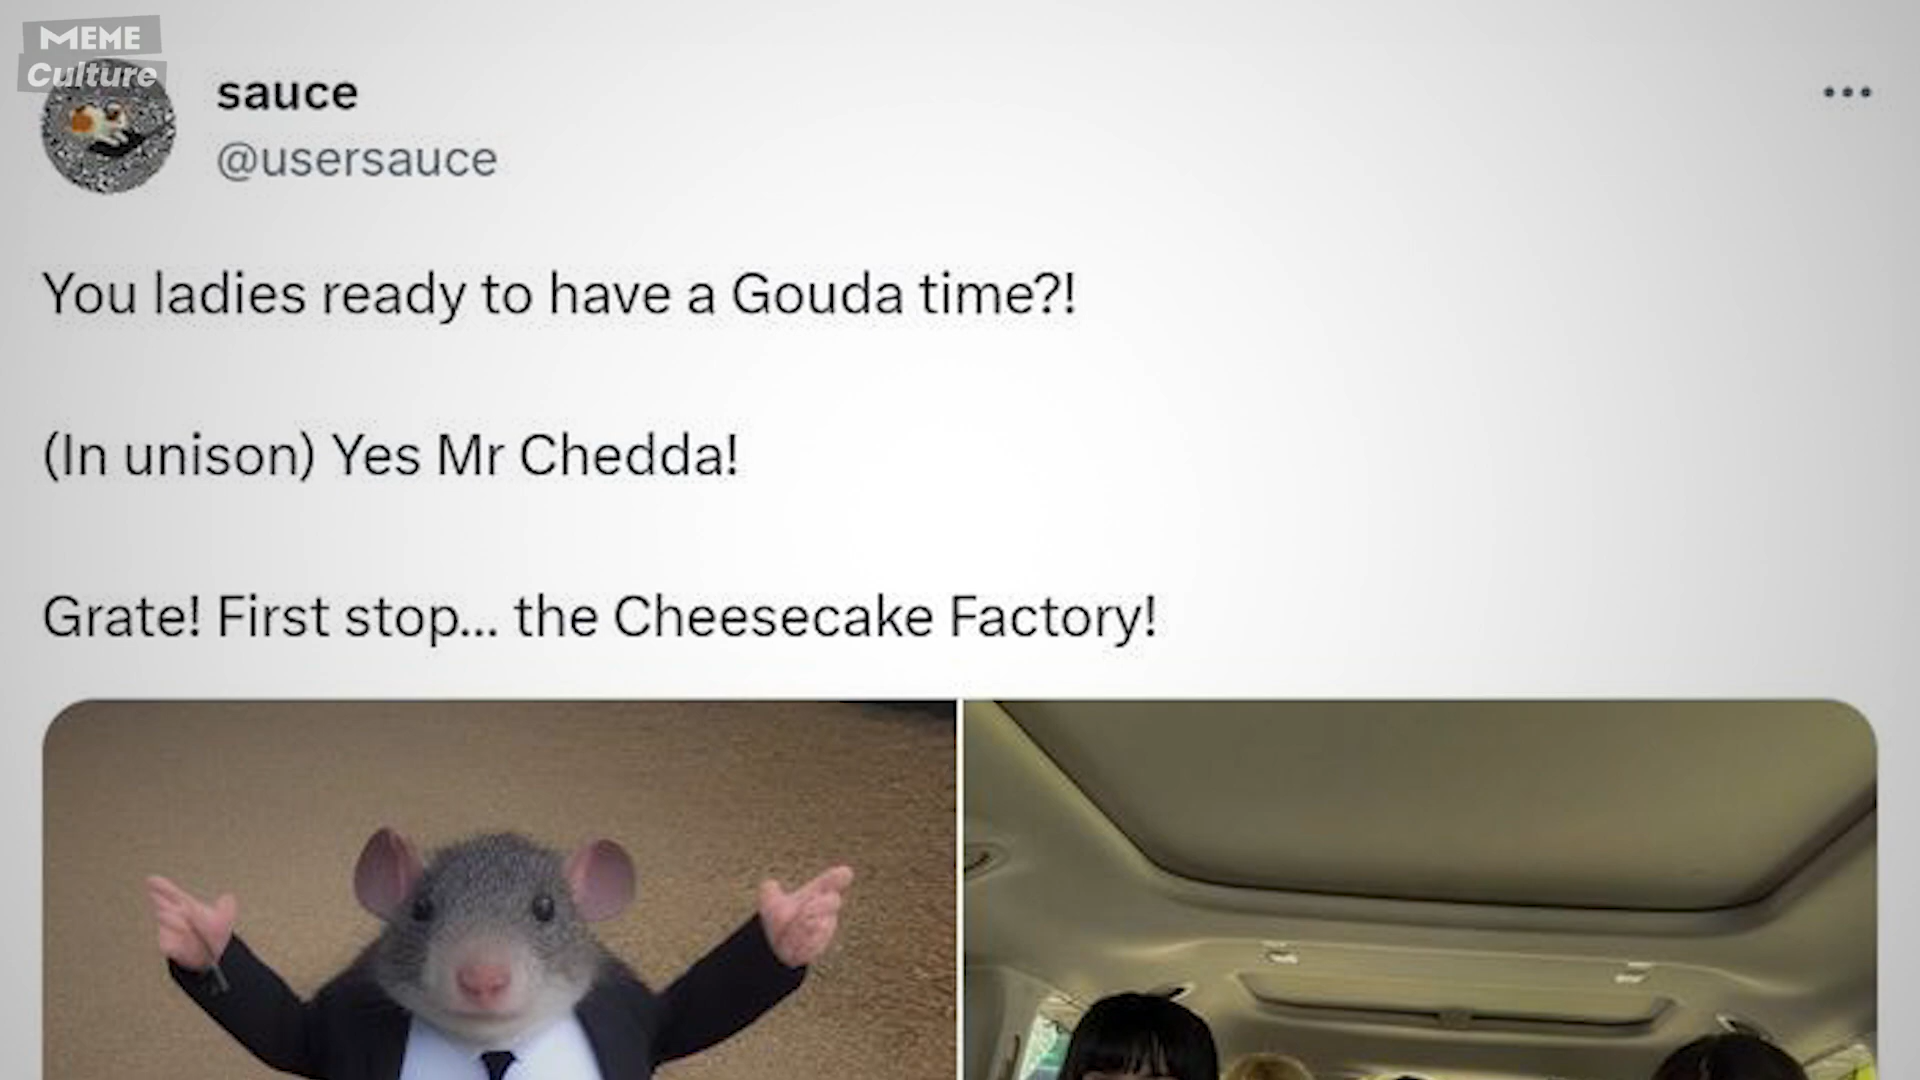 MEME
Culture
sauce
@usersauce
You ladies ready to have a Gouda time?!
(In unison) Yes Mr Chedda!
Grate! First stop... the Cheesecake Factory!